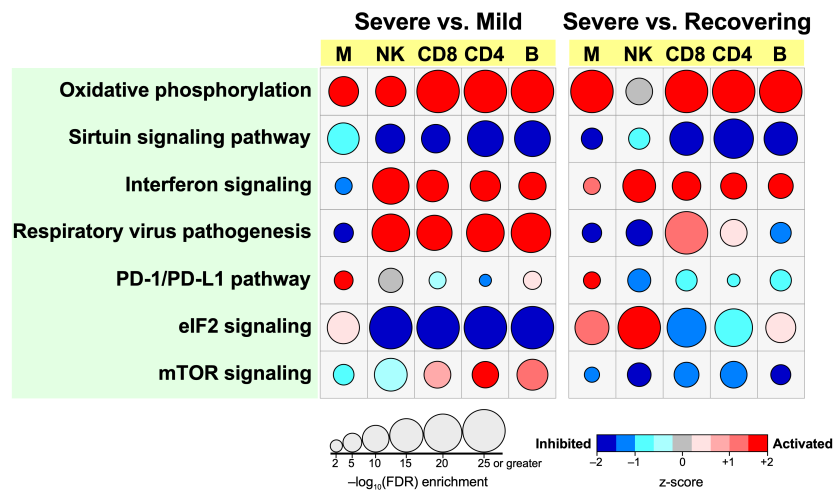 Severe vs. Mild
Severe vs. Recovering
M NK CD8 CD4 B
M NK CD8 CD4 B
Oxidative phosphorylation
Sirtuin signaling pathway
Interferon signaling
Respiratory virus pathogenesis
PD-1/PD-L1 pathway
eIF2 signaling
mTOR signaling
2 5 10 15 20 25 or greater
–log10(FDR) enrichment
Inhibited
Activated
–2 –1 0 +1 +2
z-score